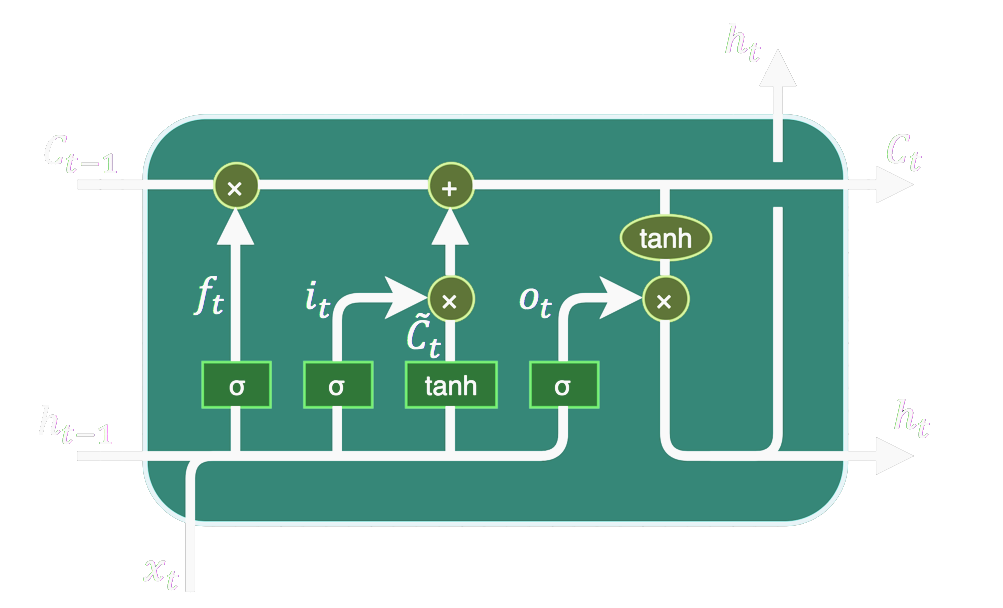 h_t
C_{t-1}
C_t
× +
tanh
f_t i_t × o_t ×
C̃_t
σ σ tanh σ
h_{t-1}
h_t
x_t